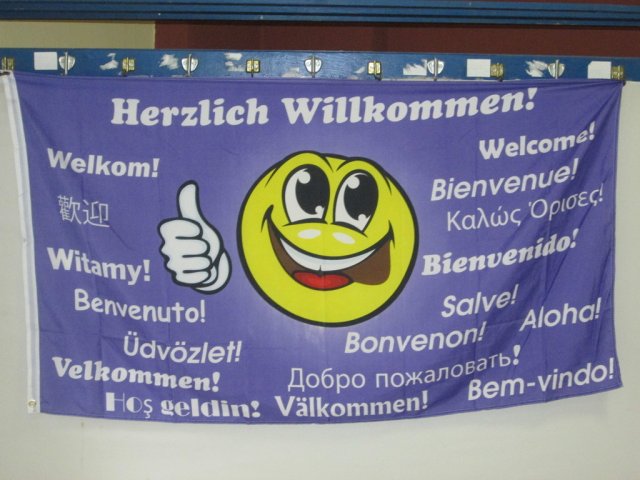 Herzlich Willkommen!
Welkom!
歡迎
Witamy!
Benvenuto!
Üdvözlet!
Velkommen!
Hoş geldin!
Welcome!
Bienvenue!
Καλώς Όρισες!
Bienvenido!
Salve!
Aloha!
Bonvenon!
Добро пожаловать!
Välkommen!
Bem-vindo!